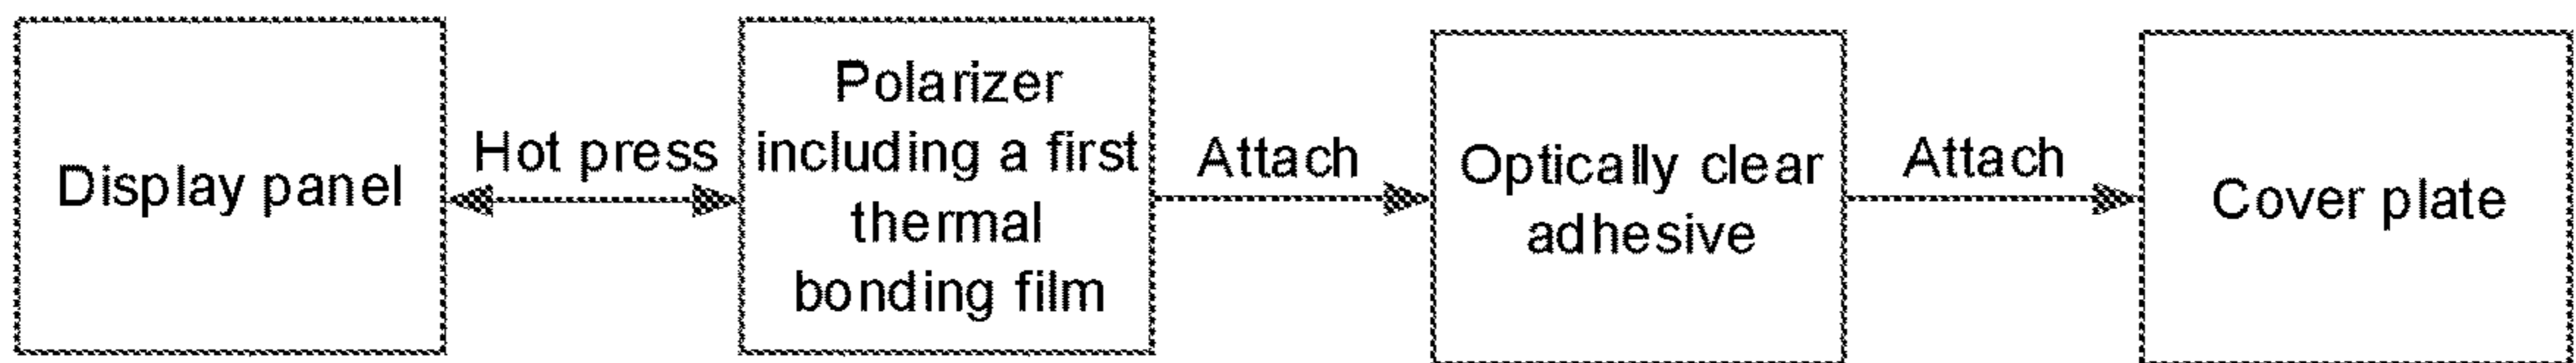 Display panel
Hot press
Polarizer
including a first
thermal
bonding film
Attach
Optically clear
adhesive
Attach
Cover plate